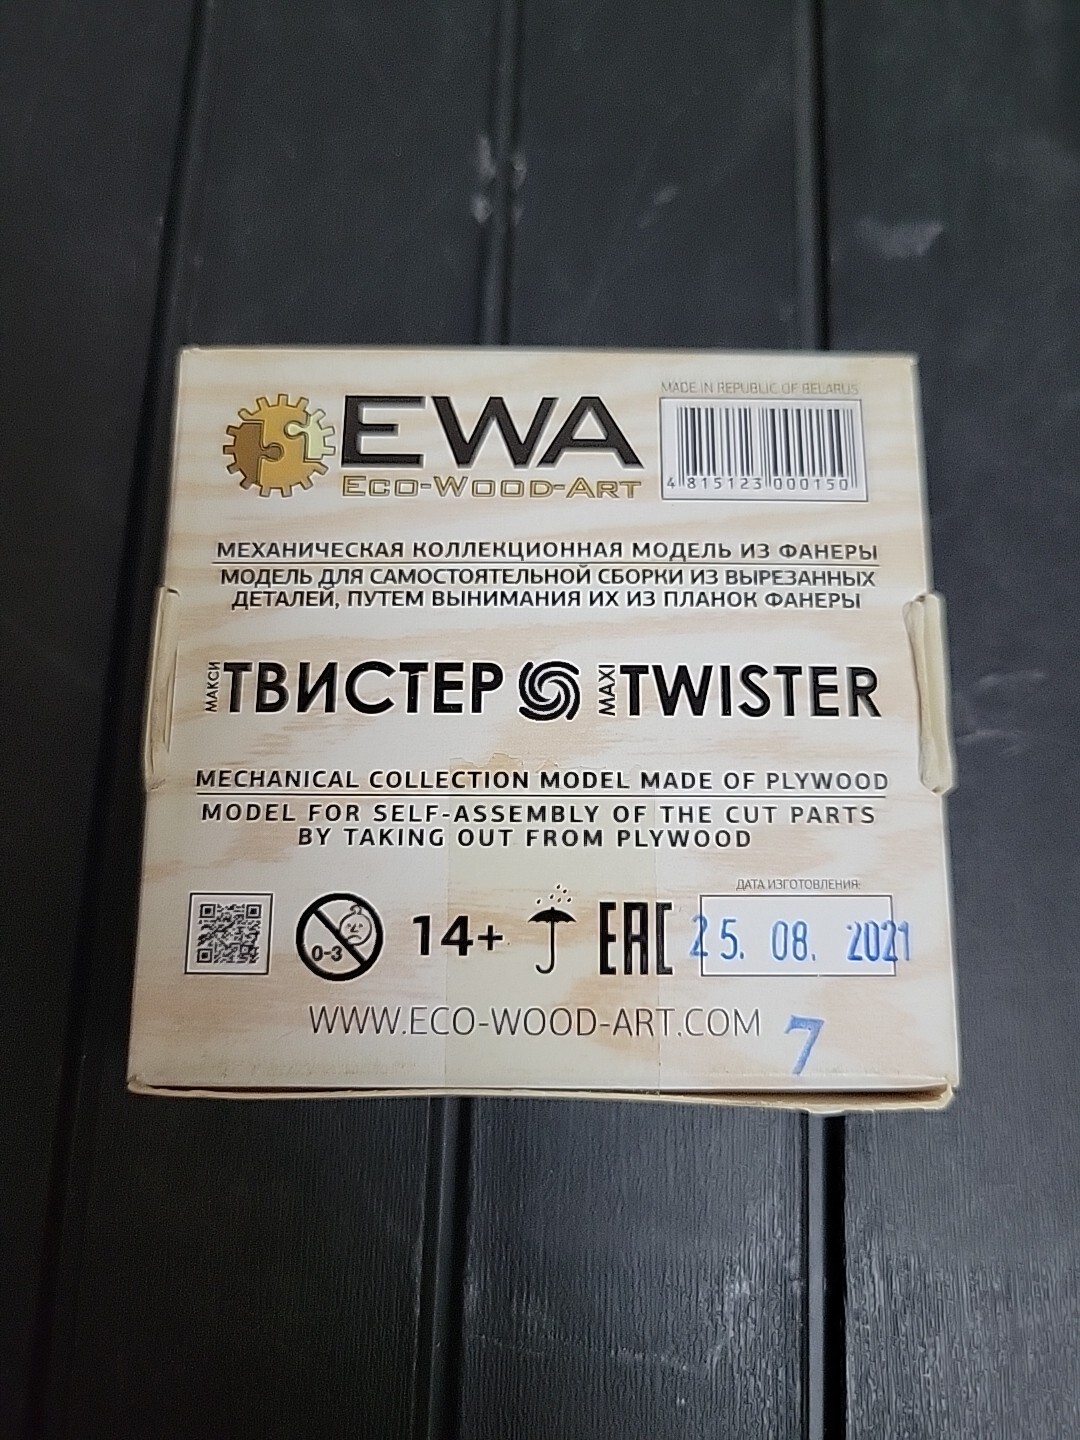 EWA
ECO-WOOD-ART
MADE IN REPUBLIC OF BELARUS
4 815123 000150
МЕХАНИЧЕСКАЯ КОЛЛЕКЦИОННАЯ МОДЕЛЬ ИЗ ФАНЕРЫ
МОДЕЛЬ ДЛЯ САМОСТОЯТЕЛЬНОЙ СБОРКИ ИЗ ВЫРЕЗАННЫХ
ДЕТАЛЕЙ, ПУТЕМ ВЫНИМАНИЯ ИХ ИЗ ПЛАНОК ФАНЕРЫ
МАКСИ ТВИСТЕР MAXI TWISTER
MECHANICAL COLLECTION MODEL MADE OF PLYWOOD
MODEL FOR SELF-ASSEMBLY OF THE CUT PARTS
BY TAKING OUT FROM PLYWOOD
ДАТА ИЗГОТОВЛЕНИЯ:
0-3 14+ EAC 25. 08. 2021
WWW.ECO-WOOD-ART.COM
7